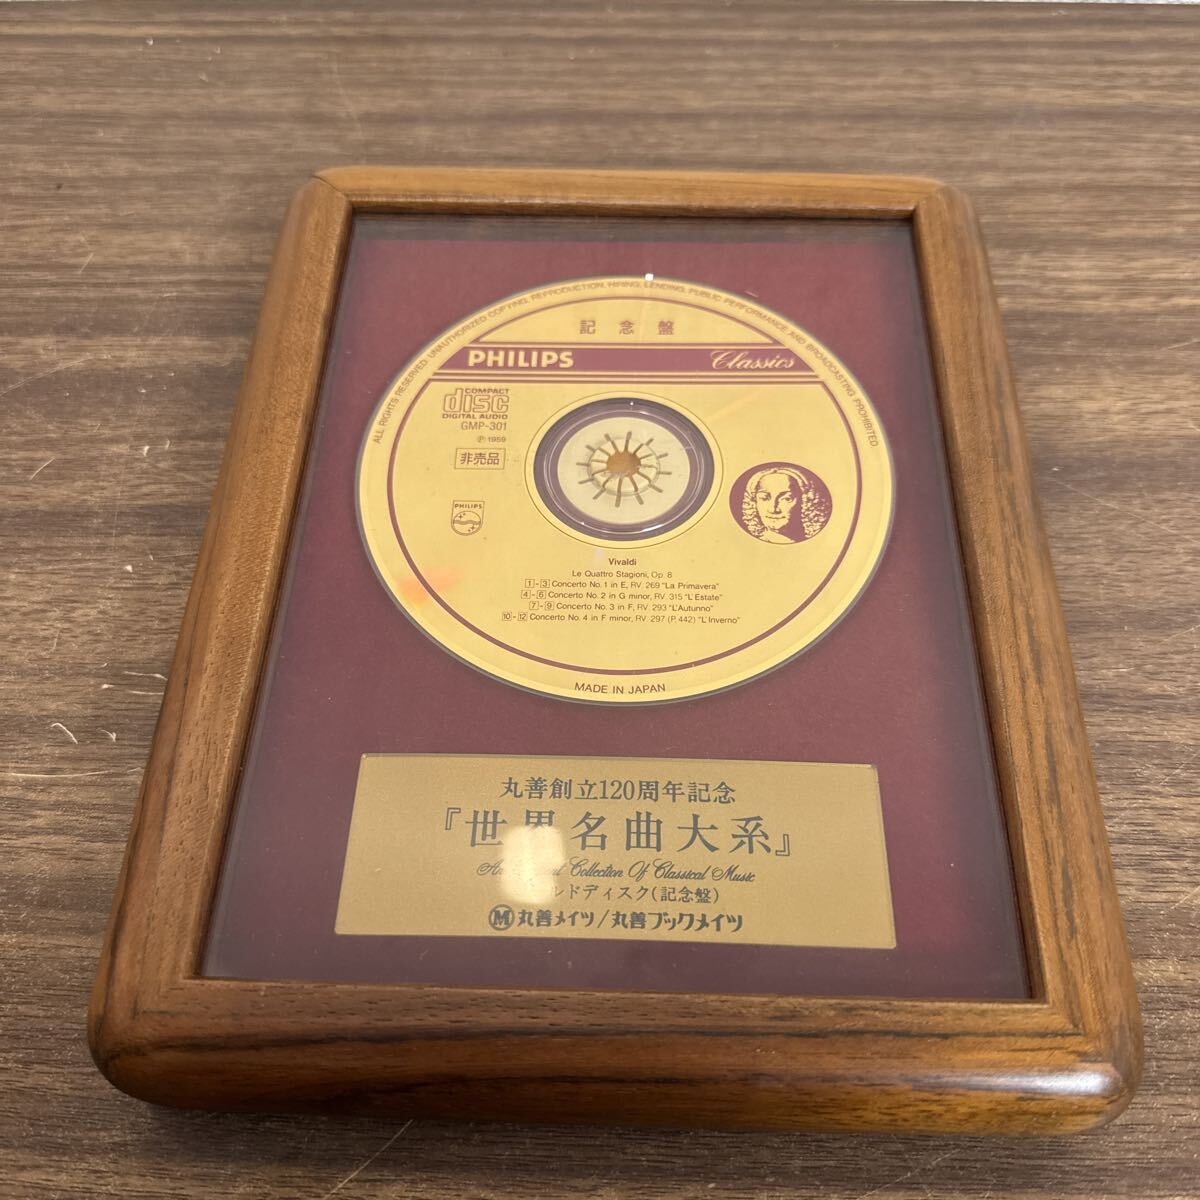 ALL RIGHTS RESERVED. UNAUTHORIZED COPYING, REPRODUCTION, HIRING, LENDING, PUBLIC PERFORMANCE AND BROADCASTING PROHIBITED
記念盤
PHILIPS Classics
COMPACT
disc
DIGITAL AUDIO
GMP-301
Ⓟ 1959
非売品
PHILIPS
Vivaldi
Le Quattro Stagioni, Op. 8
1-3 Concerto No. 1 in E, RV. 269 "La Primavera"
4-6 Concerto No. 2 in G minor, RV. 315 "L'Estate"
7-9 Concerto No. 3 in F, RV. 293 "L'Autunno"
10-12 Concerto No. 4 in F minor, RV. 297 (P. 442) "L'Inverno"
MADE IN JAPAN
丸善創立120周年記念
『世界名曲大系』
Collection Of Classical Music
ルドディスク(記念盤)
Ⓜ丸善メイツ/丸善ブックメイツ